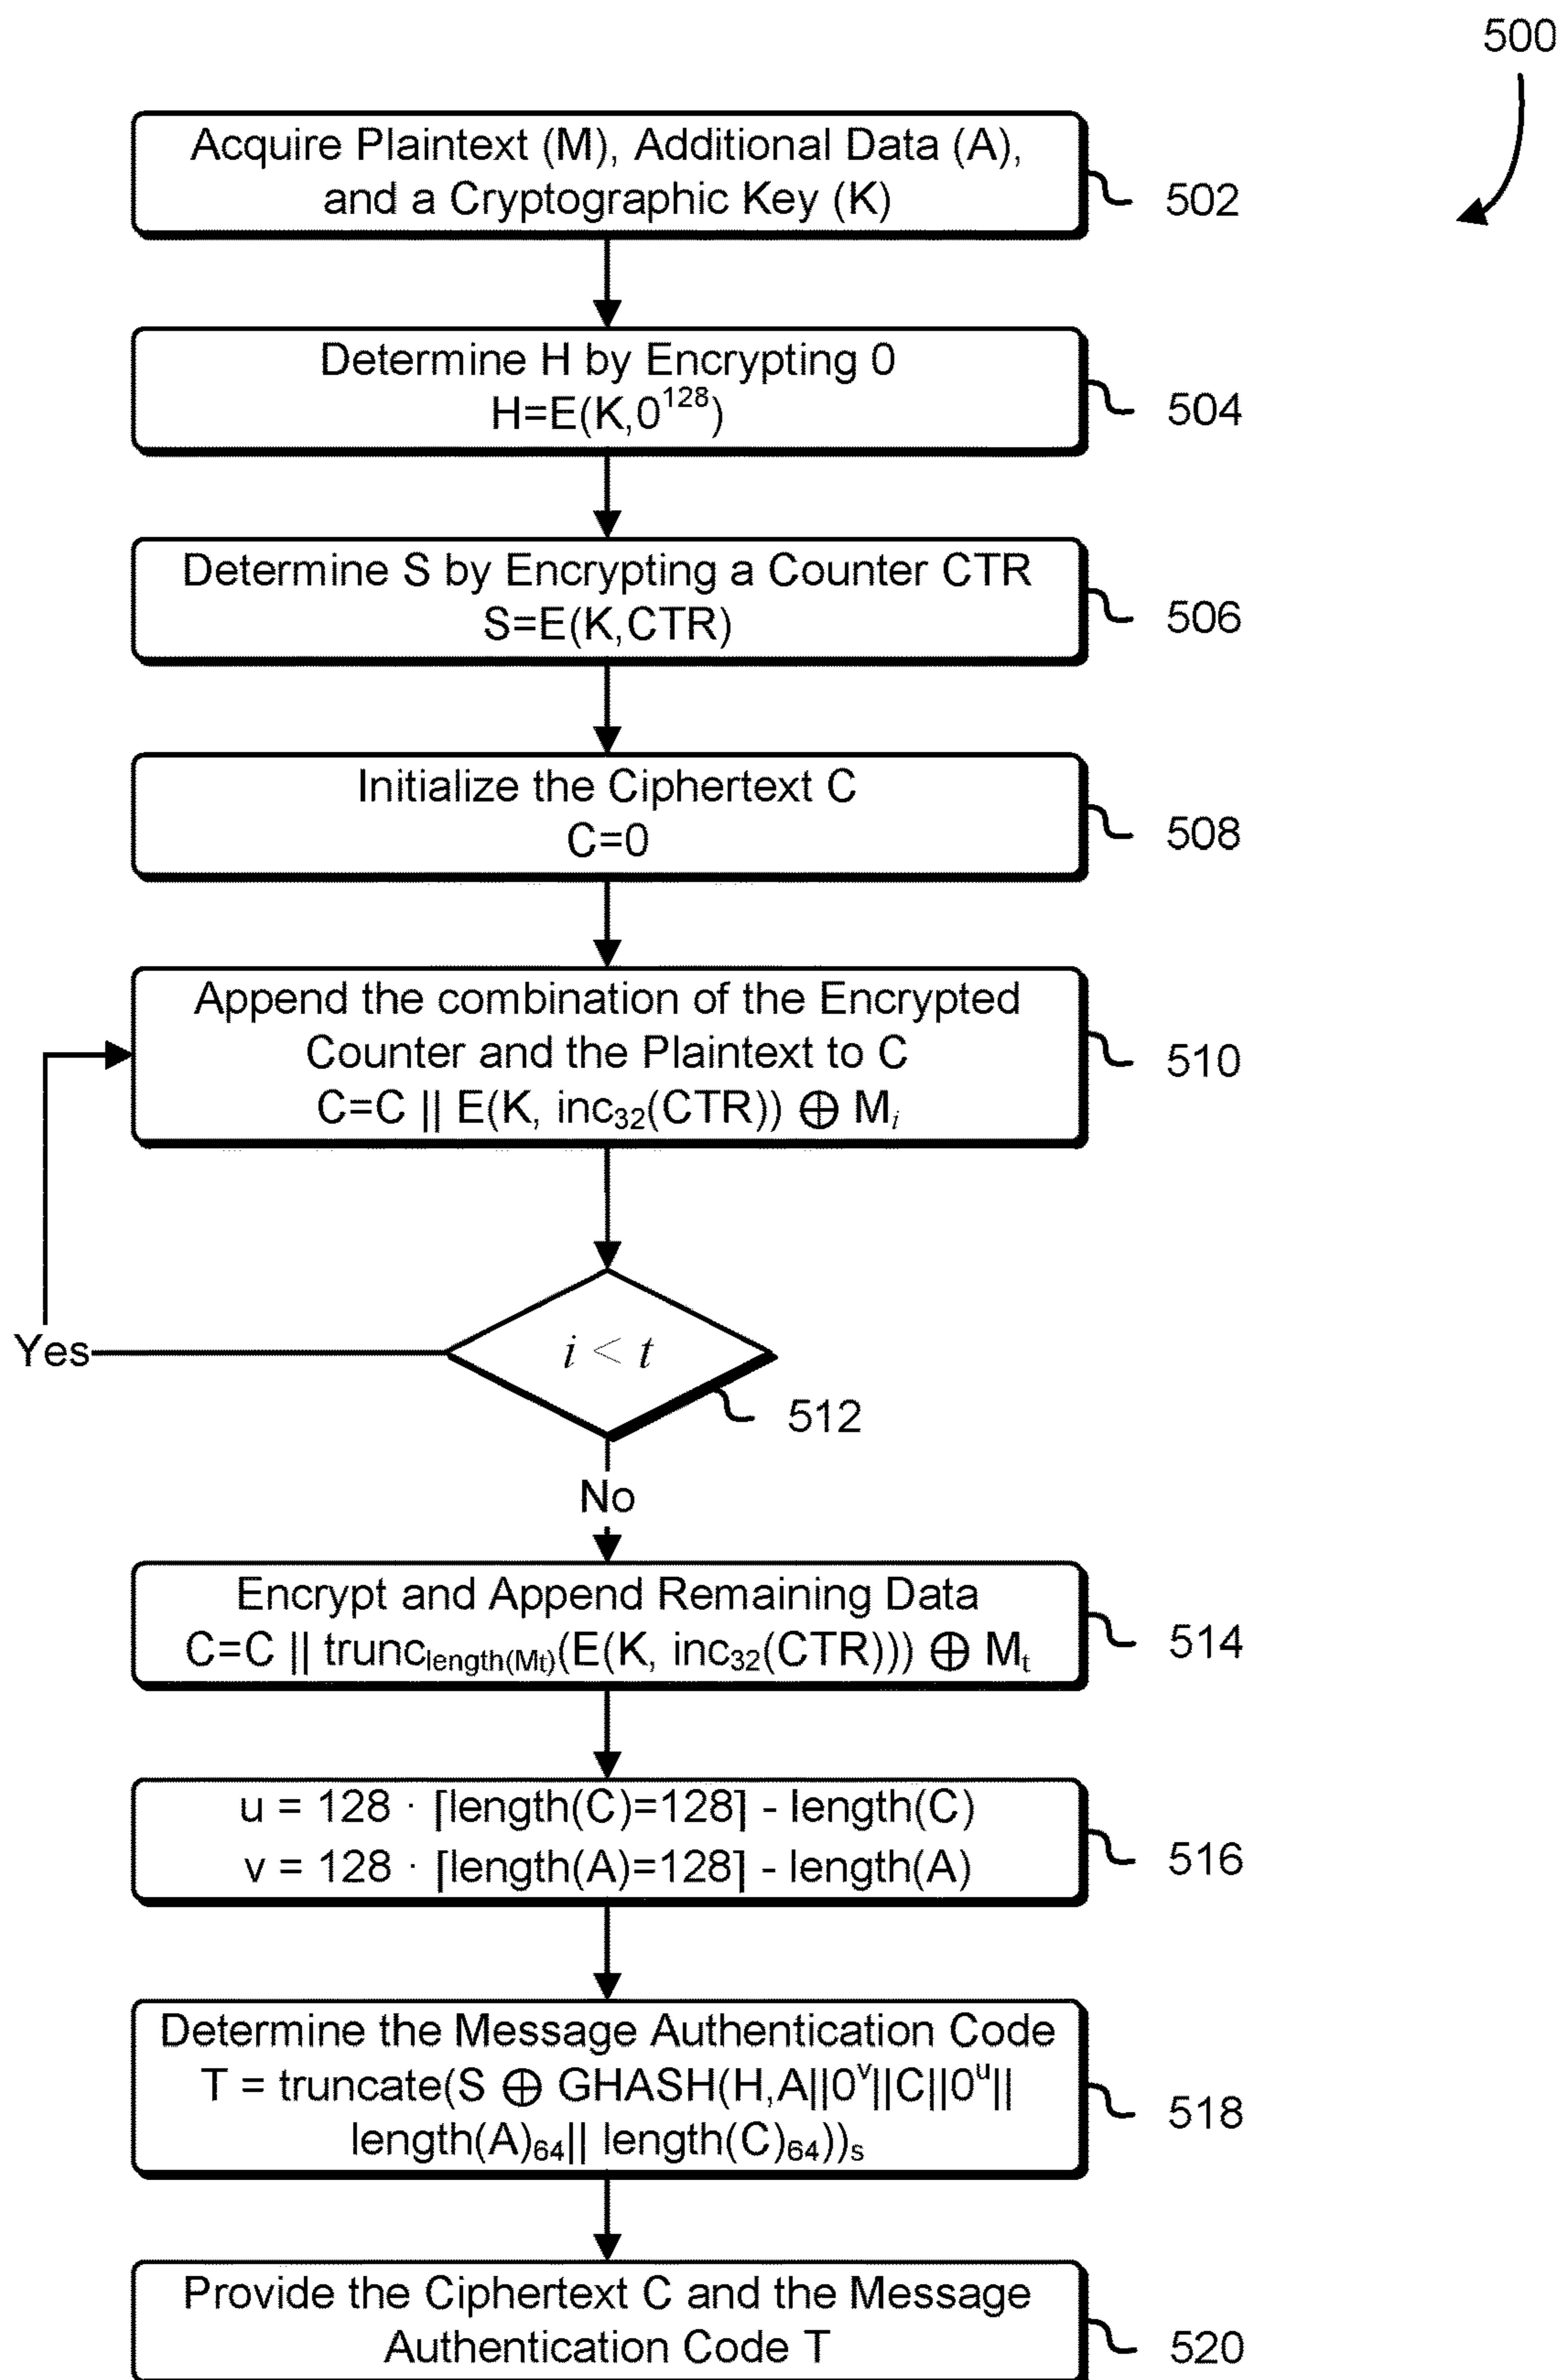 500
Acquire Plaintext (M), Additional Data (A),
and a Cryptographic Key (K)
502
Determine H by Encrypting 0
H=E(K,0¹²⁸)
504
Determine S by Encrypting a Counter CTR
S=E(K,CTR)
506
Initialize the Ciphertext C
C=0
508
Append the combination of the Encrypted
Counter and the Plaintext to C
C=C || E(K, inc₃₂(CTR)) ⊕ Mᵢ
510
i < t
Yes
512
No
Encrypt and Append Remaining Data
C=C || trunc_length(Mt)(E(K, inc₃₂(CTR))) ⊕ Mₜ
514
u = 128 · ⌈length(C)=128⌉ - length(C)
v = 128 · ⌈length(A)=128⌉ - length(A)
516
Determine the Message Authentication Code
T = truncate(S ⊕ GHASH(H,A||0ᵛ||C||0ᵘ||
length(A)₆₄|| length(C)₆₄))ₛ
518
Provide the Ciphertext C and the Message
Authentication Code T
520